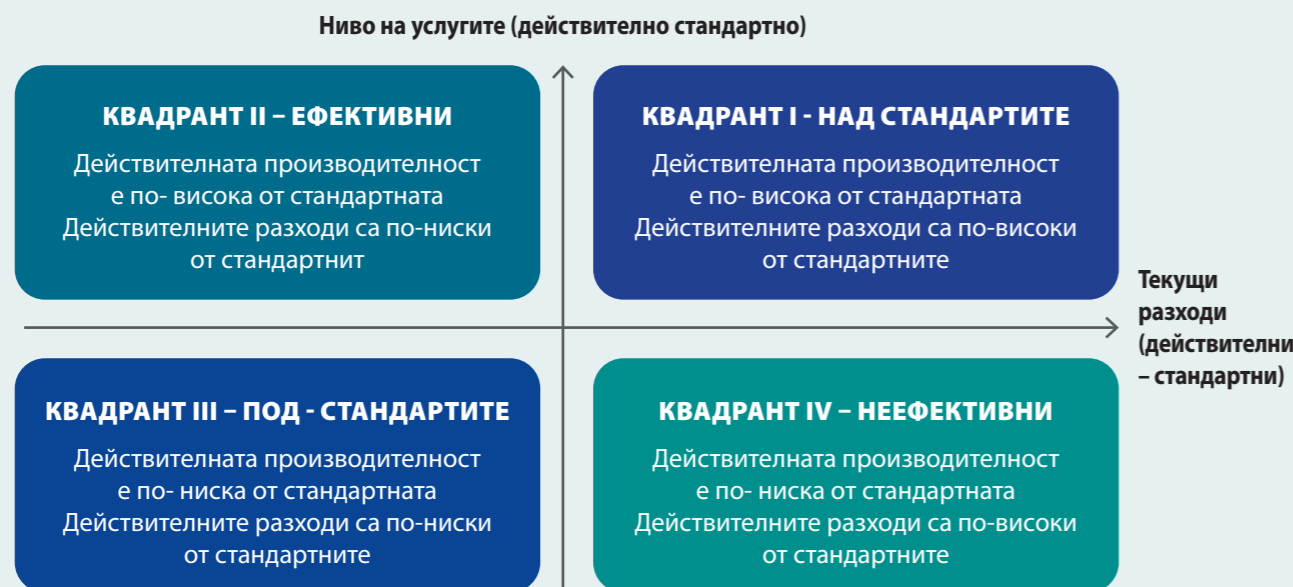 Ниво на услугите (действително стандартно)
КВАДРАНТ II – ЕФЕКТИВНИ
Действителната производителност
е по- висока от стандартната
Действителните разходи са по-ниски
от стандартнит
КВАДРАНТ I - НАД СТАНДАРТИТЕ
Действителната производителност
е по- висока от стандартната
Действителните разходи са по-високи
от стандартните
Текущи
разходи
(действителни
– стандартни)
КВАДРАНТ III – ПОД - СТАНДАРТИТЕ
Действителната производителност
е по- ниска от стандартната
Действителните разходи са по-ниски
от стандартните
КВАДРАНТ IV – НЕЕФЕКТИВНИ
Действителната производителност
е по- ниска от стандартната
Действителните разходи са по-високи
от стандартните